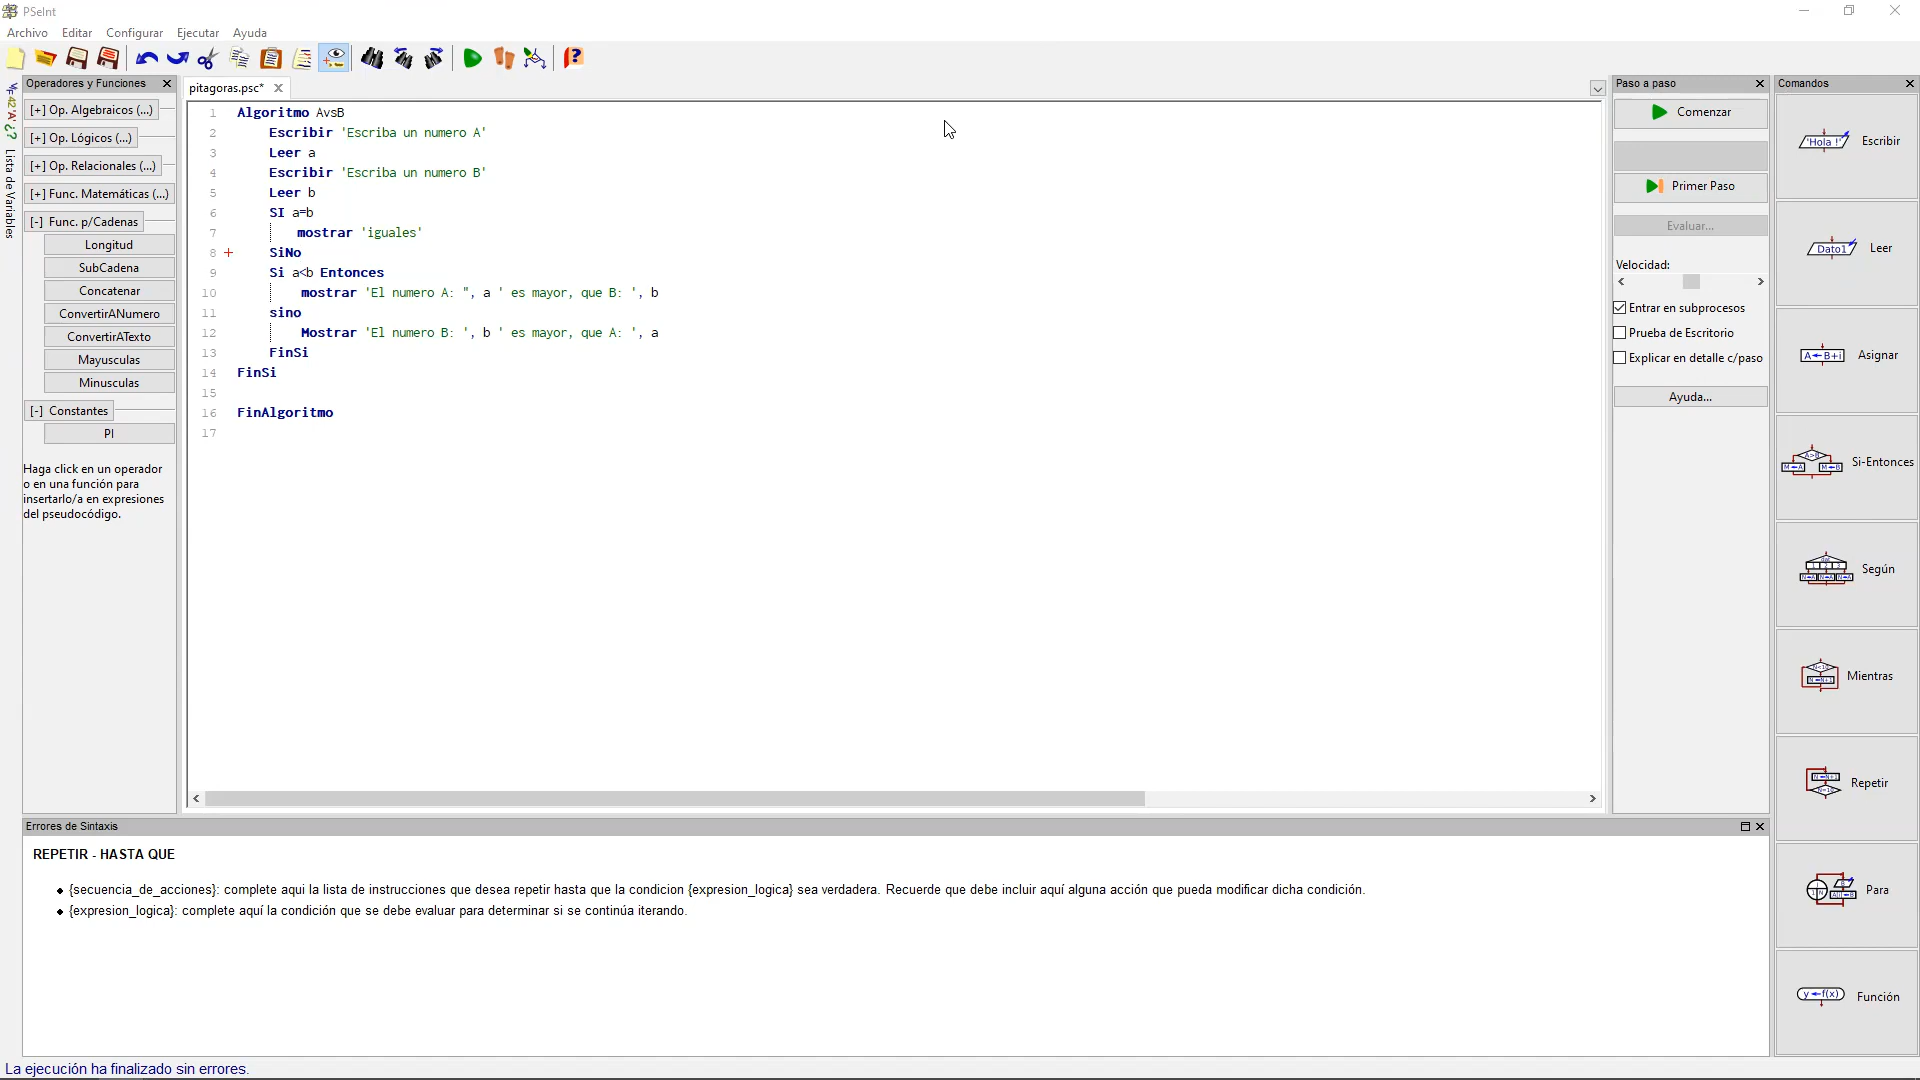 PSeInt
Archivo Editar Configurar Ejecutar Ayuda
Operadores y Funciones
[+] Op. Algebraicos (...)
[+] Op. Lógicos (...)
[+] Op. Relacionales (...)
[+] Func. Matemáticas (...)
[-] Func. p/Cadenas
Longitud
SubCadena
Concatenar
ConvertirANumero
ConvertirATexto
Mayusculas
Minusculas
[-] Constantes
PI
Haga click en un operador
o en una función para
insertarlo/a en expresiones
del pseudocódigo.
Lista de Variables
pitagoras.psc*
1 Algoritmo AvsB
2 Escribir 'Escriba un numero A'
3 Leer a
4 Escribir 'Escriba un numero B'
5 Leer b
6 SI a=b
7 mostrar 'iguales'
8 SiNo
9 Si a<b Entonces
10 mostrar 'El numero A: ", a ' es mayor, que B: ', b
11 sino
12 Mostrar 'El numero B: ', b ' es mayor, que A: ', a
13 FinSi
14 FinSi
15
16 FinAlgoritmo
17
Paso a paso
Comenzar
Primer Paso
Evaluar...
Velocidad:
Entrar en subprocesos
Prueba de Escritorio
Explicar en detalle c/paso
Ayuda...
Comandos
'Hola !' Escribir
Dato1 Leer
A←B+i Asignar
A>B M←A M←B Si-Entonces
Según
Mientras
Repetir
Para
y←f(x) Función
Errores de Sintaxis
REPETIR - HASTA QUE
{secuencia_de_acciones}: complete aqui la lista de instrucciones que desea repetir hasta que la condicion {expresion_logica} sea verdadera. Recuerde que debe incluir aquí alguna acción que pueda modificar dicha condición.
{expresion_logica}: complete aquí la condición que se debe evaluar para determinar si se continúa iterando.
La ejecución ha finalizado sin errores.